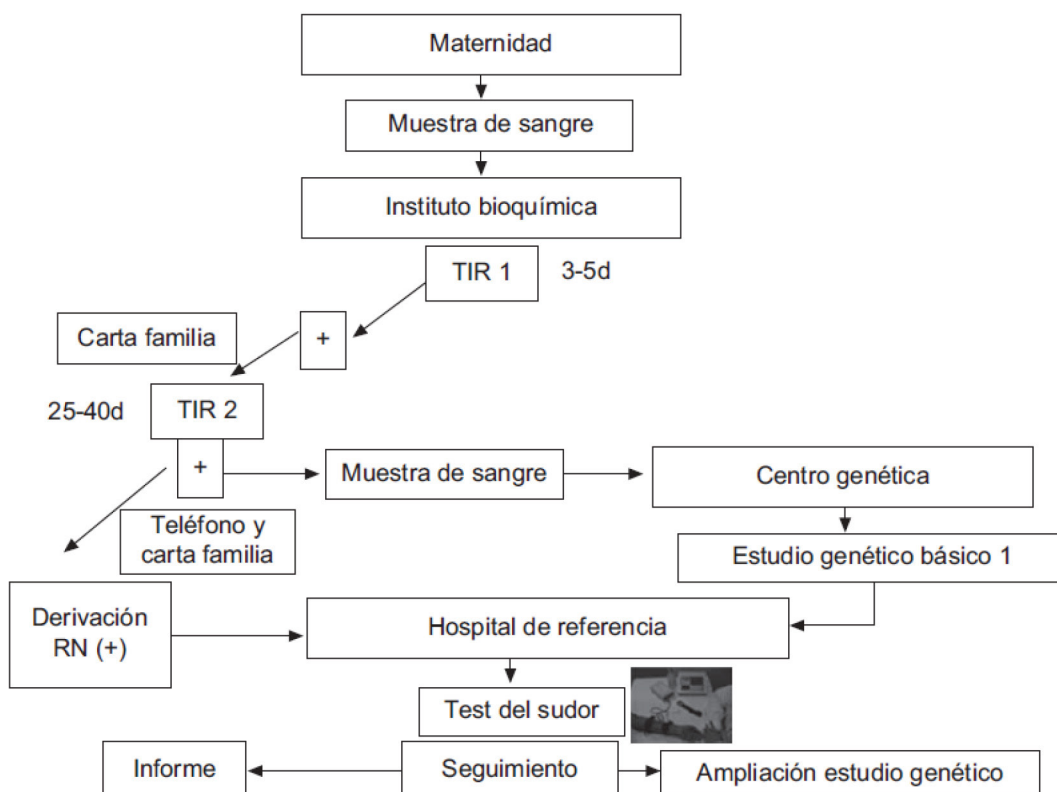 Maternidad
Muestra de sangre
Instituto bioquímica
TIR 1 3-5d
+
Carta familia
25-40d TIR 2
+
Muestra de sangre
Centro genética
Teléfono y
carta familia
Estudio genético básico 1
Derivación
RN (+)
Hospital de referencia
Test del sudor
Informe
Seguimiento
Ampliación estudio genético